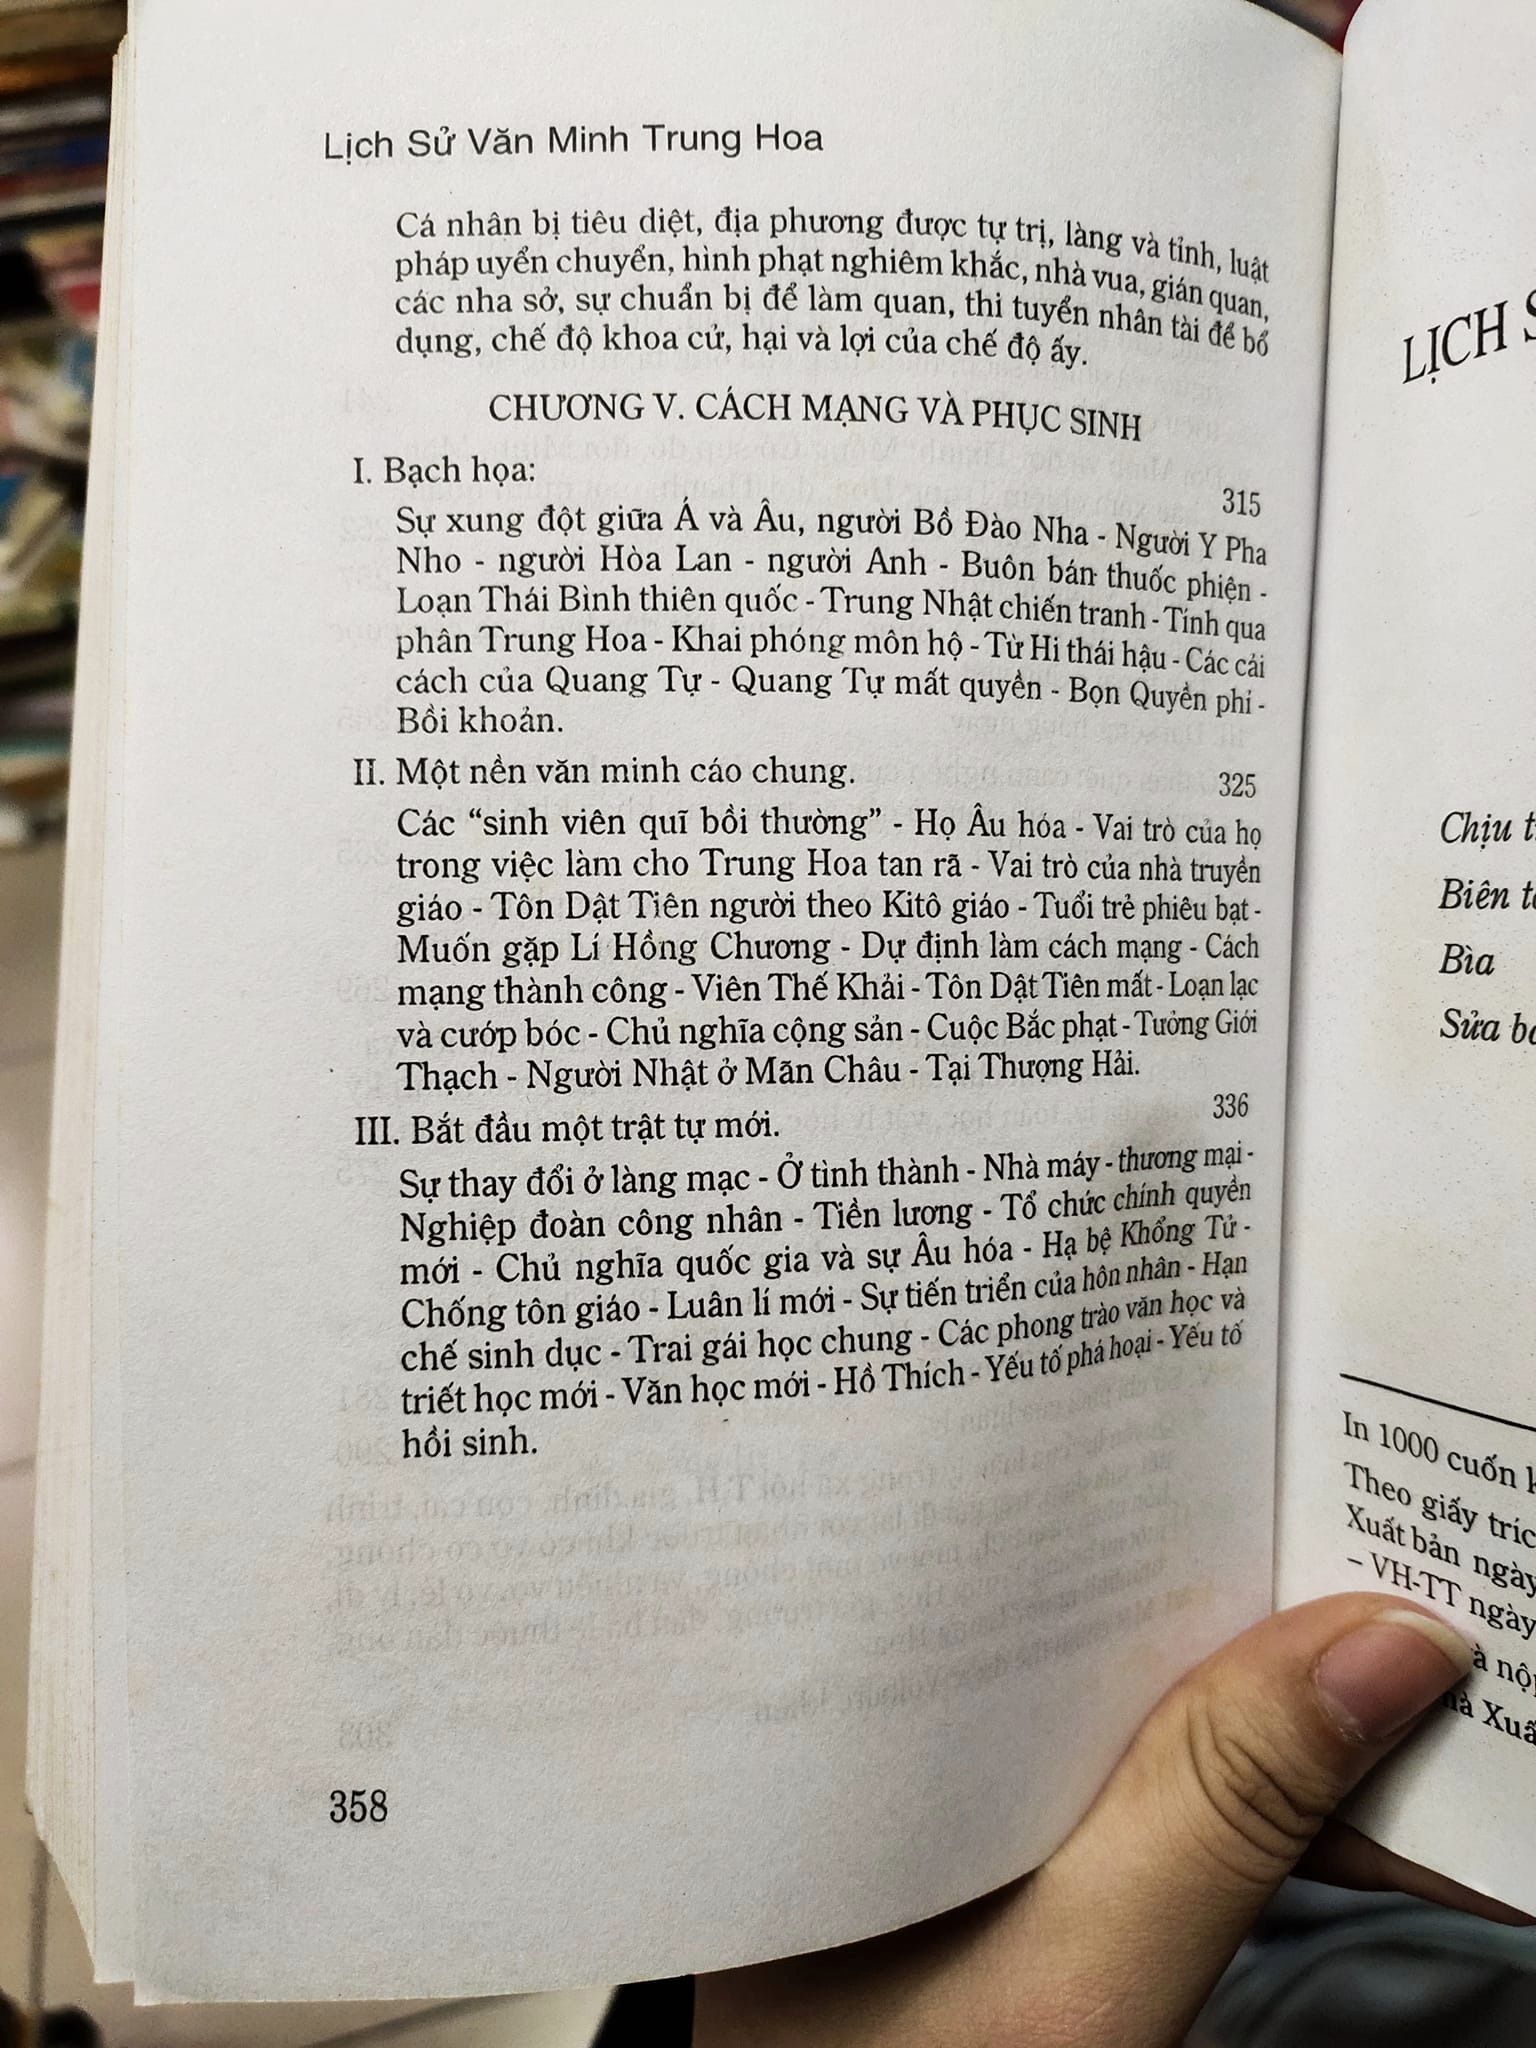 Lịch Sử Văn Minh Trung Hoa
Cá nhân bị tiêu diệt, địa phương được tự trị, làng và tỉnh, luật
pháp uyển chuyển, hình phạt nghiêm khắc, nhà vua, gián quan,
các nha sở, sự chuẩn bị để làm quan, thi tuyển nhân tài để bổ
dụng, chế độ khoa cử, hại và lợi của chế độ ấy.
CHƯƠNG V. CÁCH MẠNG VÀ PHỤC SINH
I. Bạch họa: 315
Sự xung đột giữa Á và Âu, người Bồ Đào Nha - Người Y Pha
Nho - người Hòa Lan - người Anh - Buôn bán thuốc phiện -
Loạn Thái Bình thiên quốc - Trung Nhật chiến tranh - Tính qua
phân Trung Hoa - Khai phóng môn hộ - Từ Hi thái hậu - Các cải
cách của Quang Tự - Quang Tự mất quyền - Bọn Quyền phỉ -
Bồi khoản.
II. Một nền văn minh cáo chung. 325
Các “sinh viên quĩ bồi thường” - Họ Âu hóa - Vai trò của họ
trong việc làm cho Trung Hoa tan rã - Vai trò của nhà truyền
giáo - Tôn Dật Tiên người theo Kitô giáo - Tuổi trẻ phiêu bạt -
Muốn gặp Lí Hồng Chương - Dự định làm cách mạng - Cách
mạng thành công - Viên Thế Khải - Tôn Dật Tiên mất - Loạn lạc
và cướp bóc - Chủ nghĩa cộng sản - Cuộc Bắc phạt - Tưởng Giới
Thạch - Người Nhật ở Mãn Châu - Tại Thượng Hải.
III. Bắt đầu một trật tự mới. 336
Sự thay đổi ở làng mạc - Ở tình thành - Nhà máy - thương mại -
Nghiệp đoàn công nhân - Tiền lương - Tổ chức chính quyền
mới - Chủ nghĩa quốc gia và sự Âu hóa - Hạ bệ Khổng Tử -
Chống tôn giáo - Luân lí mới - Sự tiến triển của hôn nhân - Hạn
chế sinh dục - Trai gái học chung - Các phong trào văn học và
triết học mới - Văn học mới - Hồ Thích - Yếu tố phá hoại - Yếu tố
hồi sinh.
358
LỊCH
Chịu
Biên
Bìa
Sửa
In 1000 cuốn
Theo giấy
Xuất bản ngày
– VH-TT ngày
Xuấ